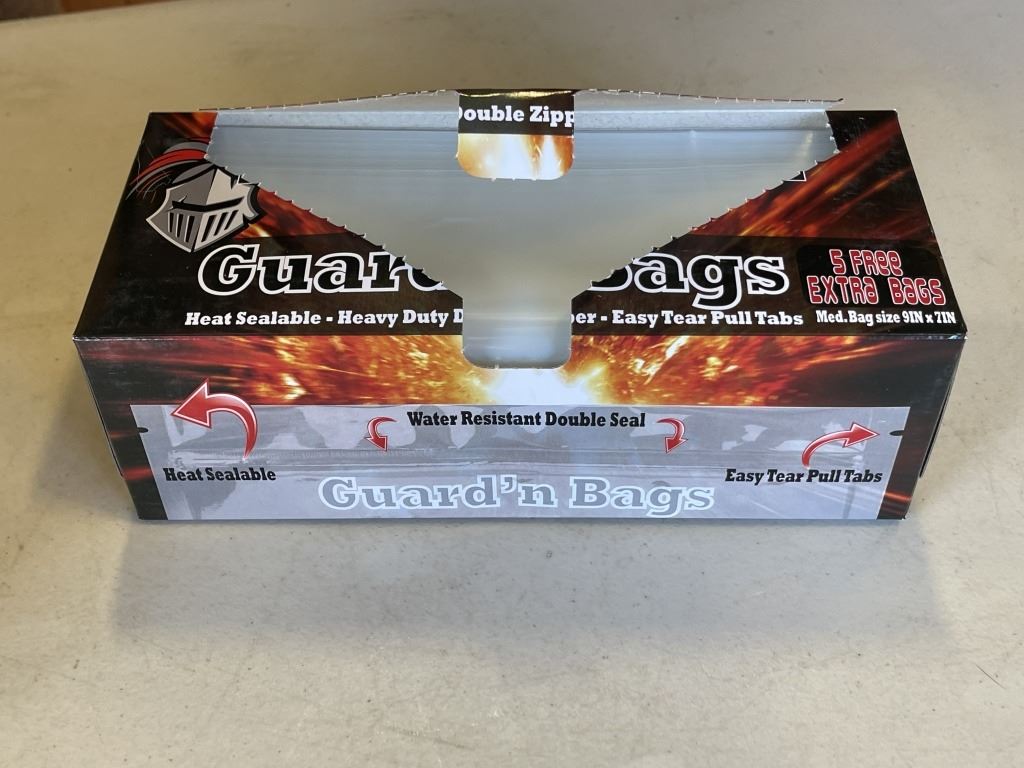 Double Zipp
Guard Bags
5 FREE
EXTRA BAGS
Heat Sealable - Heavy Duty D per - Easy Tear Pull Tabs
Med. Bag size 9IN x 7IN
Water Resistant Double Seal
Heat Sealable
Easy Tear Pull Tabs
Guard'n Bags